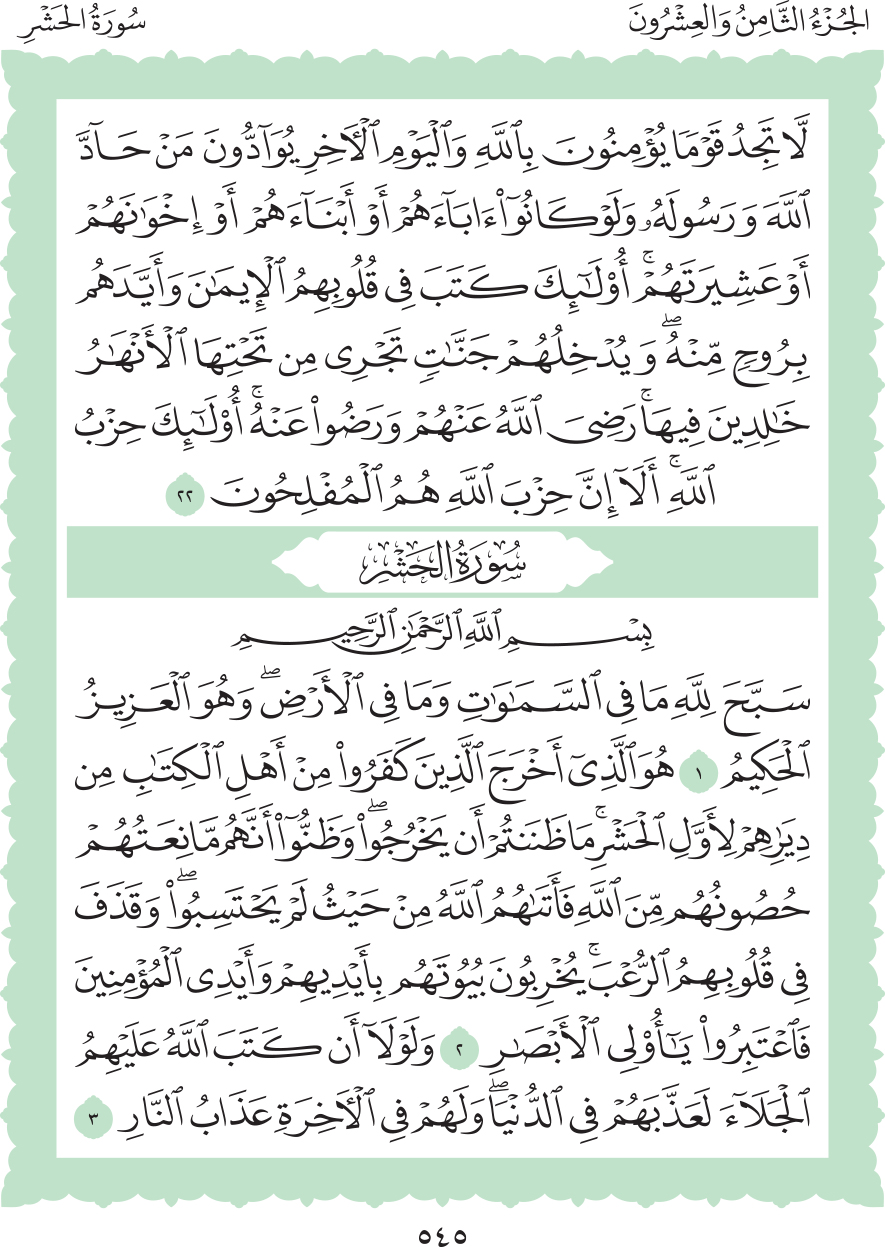 الجُزْءُ الثَّامِنُ وَالعِشْرُونَ
سُورَةُ الحَشْرِ
لَّا تَجِدُ قَوْمًا يُؤْمِنُونَ بِٱللَّهِ وَٱلْيَوْمِ ٱلْأَخِرِ يُوَآدُّونَ مَنْ حَآدَّ
ٱللَّهَ وَرَسُولَهُۥ وَلَوْ كَانُوٓا۟ ءَابَآءَهُمْ أَوْ أَبْنَآءَهُمْ أَوْ إِخْوَٰنَهُمْ
أَوْ عَشِيرَتَهُمْ ۚ أُو۟لَٰٓئِكَ كَتَبَ فِى قُلُوبِهِمُ ٱلْإِيمَٰنَ وَأَيَّدَهُم
بِرُوحٍ مِّنْهُ ۖ وَيُدْخِلُهُمْ جَنَّٰتٍ تَجْرِى مِن تَحْتِهَا ٱلْأَنْهَٰرُ
خَٰلِدِينَ فِيهَا ۚ رَضِىَ ٱللَّهُ عَنْهُمْ وَرَضُوا۟ عَنْهُ ۚ أُو۟لَٰٓئِكَ حِزْبُ
ٱللَّهِ ۚ أَلَآ إِنَّ حِزْبَ ٱللَّهِ هُمُ ٱلْمُفْلِحُونَ ٢٢
سُورَةُ الحَشْرِ
بِسْمِ ٱللَّهِ ٱلرَّحْمَٰنِ ٱلرَّحِيمِ
سَبَّحَ لِلَّهِ مَا فِى ٱلسَّمَٰوَٰتِ وَمَا فِى ٱلْأَرْضِ ۖ وَهُوَ ٱلْعَزِيزُ
ٱلْحَكِيمُ ١ هُوَ ٱلَّذِىٓ أَخْرَجَ ٱلَّذِينَ كَفَرُوا۟ مِنْ أَهْلِ ٱلْكِتَٰبِ مِن
دِيَٰرِهِمْ لِأَوَّلِ ٱلْحَشْرِ ۚ مَا ظَنَنتُمْ أَن يَخْرُجُوا۟ ۖ وَظَنُّوٓا۟ أَنَّهُم مَّانِعَتُهُمْ
حُصُونُهُم مِّنَ ٱللَّهِ فَأَتَىٰهُمُ ٱللَّهُ مِنْ حَيْثُ لَمْ يَحْتَسِبُوا۟ ۖ وَقَذَفَ
فِى قُلُوبِهِمُ ٱلرُّعْبَ ۚ يُخْرِبُونَ بُيُوتَهُم بِأَيْدِيهِمْ وَأَيْدِى ٱلْمُؤْمِنِينَ
فَٱعْتَبِرُوا۟ يَٰٓأُو۟لِى ٱلْأَبْصَٰرِ ٢ وَلَوْلَآ أَن كَتَبَ ٱللَّهُ عَلَيْهِمُ
ٱلْجَلَآءَ لَعَذَّبَهُمْ فِى ٱلدُّنْيَا ۖ وَلَهُمْ فِى ٱلْأَخِرَةِ عَذَابُ ٱلنَّارِ ٣
٥٤٥